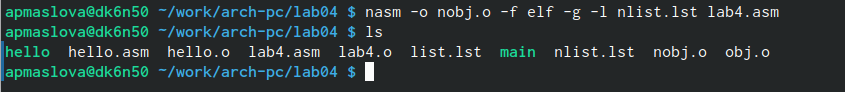 apmaslova@dk6n50 ~/work/arch-pc/lab04 $ nasm -o nobj.o -f elf -g -l nlist.lst lab4.asm
apmaslova@dk6n50 ~/work/arch-pc/lab04 $ ls
hello  hello.asm  hello.o  lab4.asm  lab4.o  list.lst  main  nlist.lst  nobj.o  obj.o
apmaslova@dk6n50 ~/work/arch-pc/lab04 $